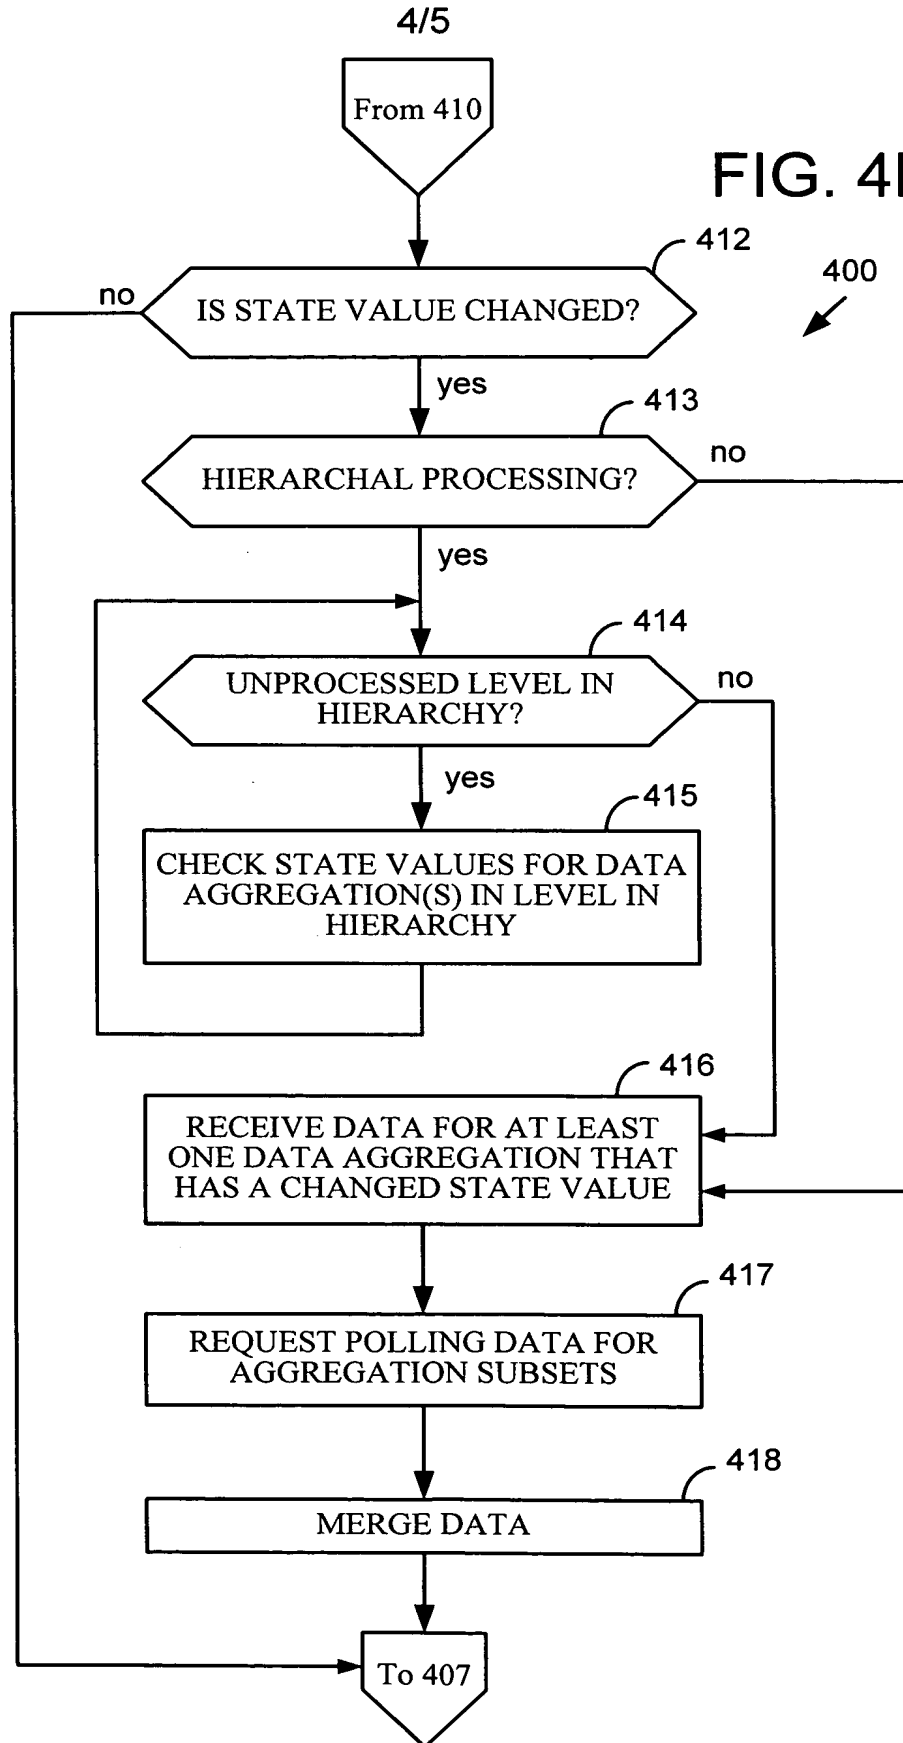 4/5
From 410
FIG. 4
412
400
no
IS STATE VALUE CHANGED?
yes
413
no
HIERARCHAL PROCESSING?
yes
414
no
UNPROCESSED LEVEL IN
HIERARCHY?
yes
415
CHECK STATE VALUES FOR DATA
AGGREGATION(S) IN LEVEL IN
HIERARCHY
416
RECEIVE DATA FOR AT LEAST
ONE DATA AGGREGATION THAT
HAS A CHANGED STATE VALUE
417
REQUEST POLLING DATA FOR
AGGREGATION SUBSETS
418
MERGE DATA
To 407